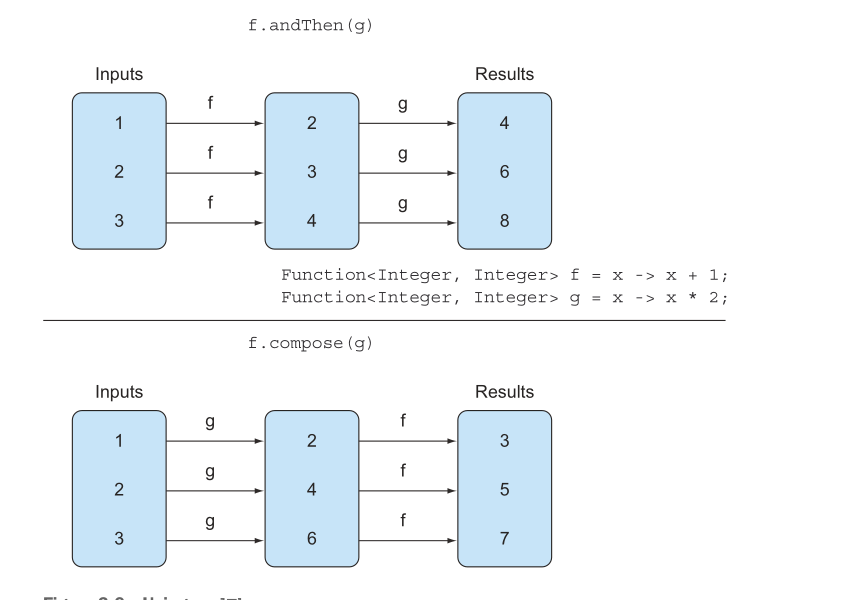 f.andThen(g)
Inputs Results
f g
1 2 4
f g
2 3 6
f g
3 4 8
Function<Integer, Integer> f = x -> x + 1;
Function<Integer, Integer> g = x -> x * 2;
f.compose(g)
Inputs Results
g f
1 2 3
g f
2 4 5
g f
3 6 7